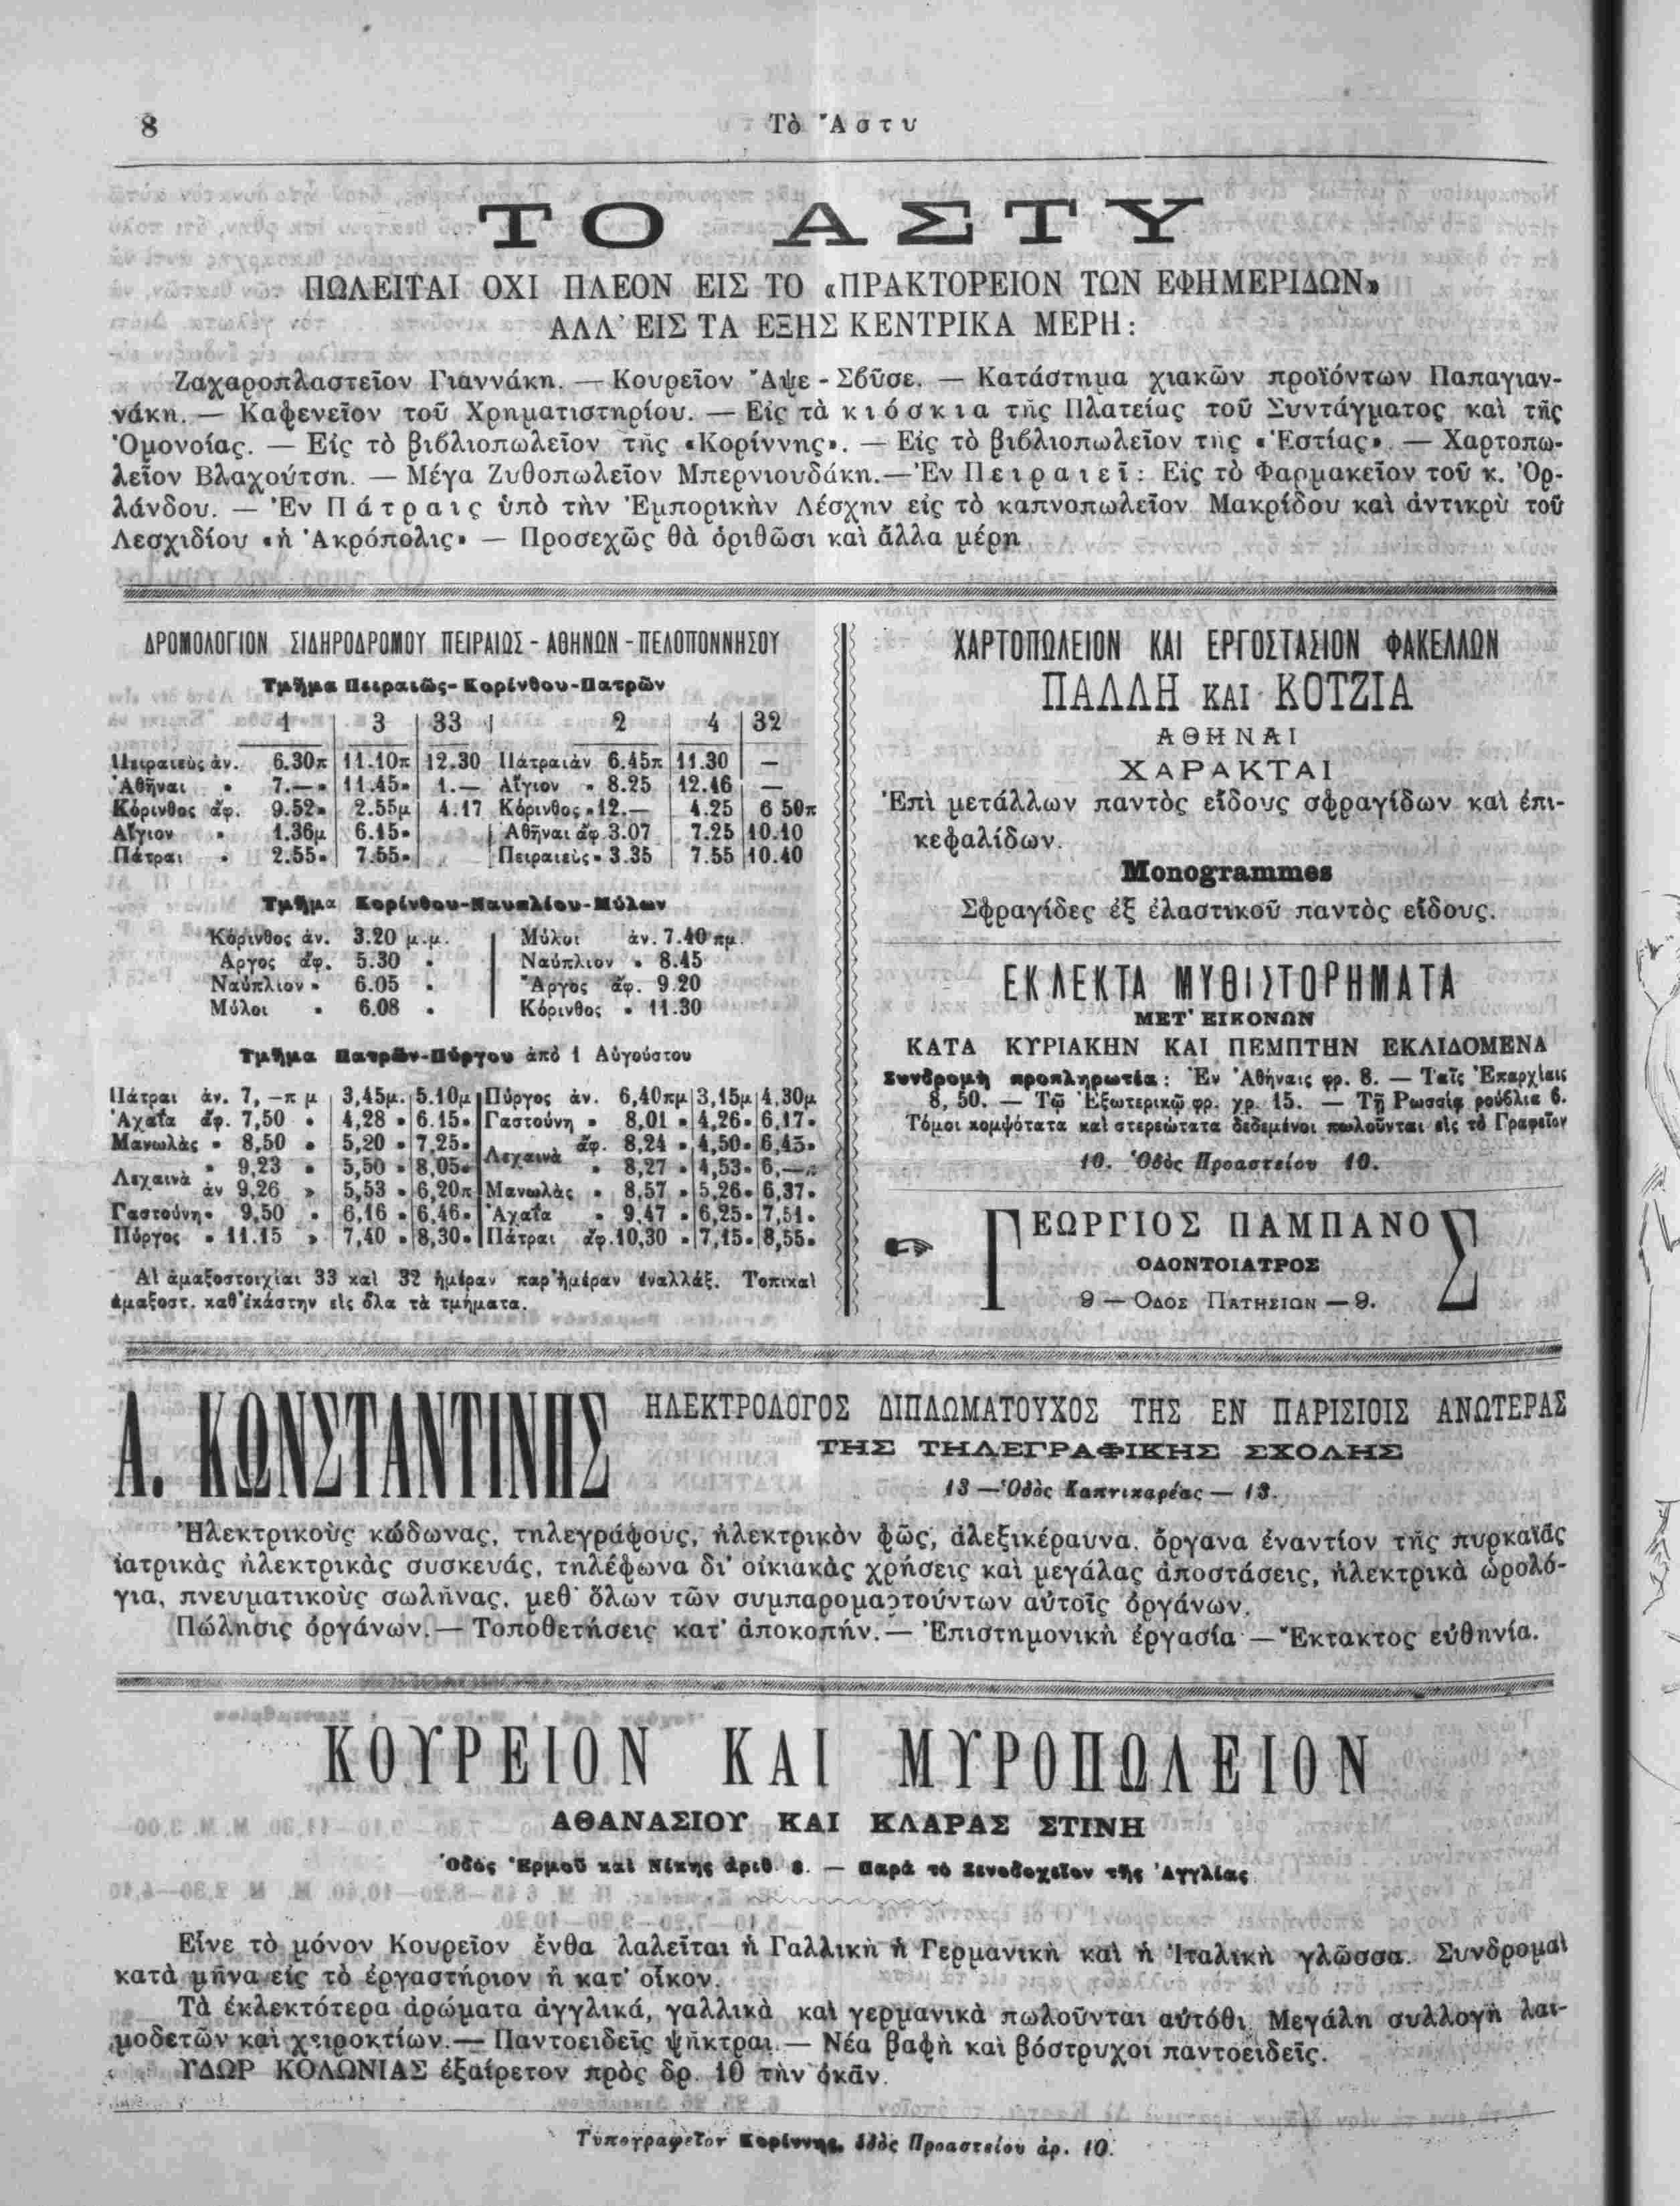 8
Τὸ Ἄστυ
ΤΟ ΑΣΤΥ
ΠΩΛΕΙΤΑΙ ΟΧΙ ΠΛΕΟΝ ΕΙΣ ΤΟ «ΠΡΑΚΤΟΡΕΙΟΝ ΤΩΝ ΕΦΗΜΕΡΙΔΩΝ»
ΑΛΛ' ΕΙΣ ΤΑ ΕΞΗΣ ΚΕΝΤΡΙΚΑ ΜΕΡΗ:
Ζαχαροπλαστεῖον Γιαννάκη. — Κουρεῖον Ἄψε - Σβῦσε. — Κατάστημα χιακῶν προϊόντων Παπαγιαν-
νάκη. — Καφενεῖον τοῦ Χρηματιστηρίου. — Εἰς τὰ κιόσκια τῆς Πλατείας τοῦ Συντάγματος καὶ τῆς
Ὁμονοίας. — Εἰς τὸ βιβλιοπωλεῖον τῆς «Κορίννης». — Εἰς τὸ βιβλιοπωλεῖον τῆς «Ἑστίας». — Χαρτοπω-
λεῖον Βλαχούτση. — Μέγα Ζυθοπωλεῖον Μπερνιουδάκη.—Ἐν Πειραιεῖ: Εἰς τὸ Φαρμακεῖον τοῦ κ. Ὀρ-
λάνδου. — Ἐν Πάτραις ὑπὸ τὴν Ἐμπορικὴν Λέσχην εἰς τὸ καπνοπωλεῖον Μακρίδου καὶ ἀντικρὺ τοῦ
Λεσχιδίου «ἡ Ἀκρόπολις» — Προσεχῶς θὰ ὁριθῶσι καὶ ἄλλα μέρη
ΔΡΟΜΟΛΟΓΙΟΝ ΣΙΔΗΡΟΔΡΟΜΟΥ ΠΕΙΡΑΙΩΣ - ΑΘΗΝΩΝ - ΠΕΛΟΠΟΝΝΗΣΟΥ
Τμῆμα Πειραιῶς-Κορίνθου-Πατρῶν
1 3 33 2 4 32
Πειραιεὺς ἀν. 6.30π 11.10π 12.30 Πάτραι ἀν 6.45π 11.30 —
Ἀθῆναι » 7.—» 11.45» 1.— Αἴγιον » 8.25 12.46 —
Κόρινθος ἀφ. 9.52» 2.55μ 4.17 Κόρινθος » 12.— 4.25 6 50π
Αἴγιον » 1.36μ 6.15» Ἀθῆναι ἀφ 3.07 7.25 10.10
Πάτραι » 2.55» 7.55» Πειραιεὺς » 3.35 7.55 10.40
Τμῆμα Κορίνθου-Ναυπλίου-Μύλων
Κόρινθος ἀν. 3.20 μ.μ. Μύλοι ἀν. 7.40 πμ.
Ἄργος ἀφ. 5.30 » Ναύπλιον » 8.45
Ναύπλιον » 6.05 » Ἄργος ἀφ. 9.20
Μύλοι » 6.08 » Κόρινθος » 11.30
Τμῆμα Πατρῶν-Πύργου ἀπὸ 1 Αὐγούστου
Πάτραι ἀν. 7, —π μ 3,45μ. 5.10μ Πύργος ἀν. 6,40πμ 3,15μ 4,30μ
Ἀχαΐα ἀφ. 7,50 » 4,28 » 6.15» Γαστούνη » 8,01 » 4,26» 6,17»
Μανωλὰς » 8,50 » 5,20 » 7,25» Λεχαινὰ ἀφ. 8,24 » 4,50» 6,45»
Λεχαινὰ » 9,23 » 5,50 » 8,05» » 8,27 » 4,53» 6,—»
ἀν 9,26 » 5,53 » 6,20π Μανωλὰς » 8,57 » 5,26» 6,37»
Γαστούνη» 9,50 » 6,16 » 6,46» Ἀχαΐα » 9,47 » 6,25» 7,51»
Πύργος » 11.15 » 7,40 » 8,30» Πάτραι ἀφ. 10,30 » 7,15» 8,55»
Αἱ ἁμαξοστοιχίαι 33 καὶ 32 ἡμέραν παρ' ἡμέραν ἐναλλάξ. Τοπικαὶ
ἁμαξοστ. καθ' ἑκάστην εἰς ὅλα τὰ τμήματα.
ΧΑΡΤΟΠΩΛΕΙΟΝ ΚΑΙ ΕΡΓΟΣΤΑΣΙΟΝ ΦΑΚΕΛΛΩΝ
ΠΑΛΛΗ ΚΑΙ ΚΟΤΖΙΑ
ΑΘΗΝΑΙ
ΧΑΡΑΚΤΑΙ
Ἐπὶ μετάλλων παντὸς εἴδους σφραγίδων καὶ ἐπι-
κεφαλίδων.
Monogrammes
Σφραγίδες ἐξ ἐλαστικοῦ παντὸς εἴδους.
ΕΚΛΕΚΤΑ ΜΥΘΙΣΤΟΡΗΜΑΤΑ
ΜΕΤ' ΕΙΚΟΝΩΝ
ΚΑΤΑ ΚΥΡΙΑΚΗΝ ΚΑΙ ΠΕΜΠΤΗΝ ΕΚΔΙΔΟΜΕΝΑ
Συνδρομὴ προπληρωτέα: Ἐν Ἀθήναις φρ. 8. — Ταῖς Ἐπαρχίαις
8, 50. — Τῷ Ἐξωτερικῷ φρ. χρ. 15. — Τῇ Ρωσσίᾳ ρούβλια 6.
Τόμοι κομψότατα καὶ στερεώτατα δεδεμένοι πωλοῦνται εἰς τὸ Γραφεῖον
10. Ὁδὸς Προαστείου 10.
ΓΕΩΡΓΙΟΣ ΠΑΜΠΑΝΟΣ
ΟΔΟΝΤΟΙΑΤΡΟΣ
9 — ΟΔΟΣ ΠΑΤΗΣΙΩΝ — 9.
Α. ΚΩΝΣΤΑΝΤΙΝΗΣ
ΗΛΕΚΤΡΟΛΟΓΟΣ ΔΙΠΛΩΜΑΤΟΥΧΟΣ ΤΗΣ ΕΝ ΠΑΡΙΣΙΟΙΣ ΑΝΩΤΕΡΑΣ
ΤΗΣ ΤΗΛΕΓΡΑΦΙΚΗΣ ΣΧΟΛΗΣ
13 — Ὁδὸς Καπνικαρέας — 13.
Ἠλεκτρικοὺς κώδωνας, τηλεγράφους, ἠλεκτρικὸν φῶς, ἀλεξικέραυνα, ὄργανα ἐναντίον τῆς πυρκαϊᾶς
ἰατρικὰς ἠλεκτρικὰς συσκευάς, τηλέφωνα δι' οἰκιακὰς χρήσεις καὶ μεγάλας ἀποστάσεις, ἠλεκτρικὰ ὡρολό-
για, πνευματικοὺς σωλῆνας, μεθ' ὅλων τῶν συμπαρομαρτούντων αὐτοῖς ὀργάνων.
Πώλησις ὀργάνων.— Τοποθετήσεις κατ' ἀποκοπήν.— Ἐπιστημονικὴ ἐργασία — Ἔκτακτος εὐθηνία.
ΚΟΥΡΕΙΟΝ ΚΑΙ ΜΥΡΟΠΩΛΕΙΟΝ
ΑΘΑΝΑΣΙΟΥ ΚΑΙ ΚΛΑΡΑΣ ΣΤΙΝΗ
Ὁδὸς Ἑρμοῦ καὶ Νίκης ἀριθ. — Παρὰ τὸ Ξενοδοχεῖον τῆς Ἀγγλίας
Εἶνε τὸ μόνον Κουρεῖον ἔνθα λαλεῖται ἡ Γαλλικὴ ἡ Γερμανικὴ καὶ ἡ Ἰταλικὴ γλῶσσα. Συνδρομαὶ
κατὰ μῆνα εἰς τὸ ἐργαστήριον ἢ κατ' οἶκον.
Τὰ ἐκλεκτότερα ἀρώματα ἀγγλικά, γαλλικὰ καὶ γερμανικὰ πωλοῦνται αὐτόθι. Μεγάλη συλλογὴ λαι-
μοδετῶν καὶ χειροκτίων.— Παντοειδεῖς ψῆκτραι — Νέα βαφὴ καὶ βόστρυχοι παντοειδεῖς.
ΥΔΩΡ ΚΟΛΩΝΙΑΣ ἐξαίρετον πρὸς δρ. 10 τὴν ὀκᾶν.
Τυπογραφεῖον Κορίννης, ὁδὸς Προαστείου ἀρ. 10.